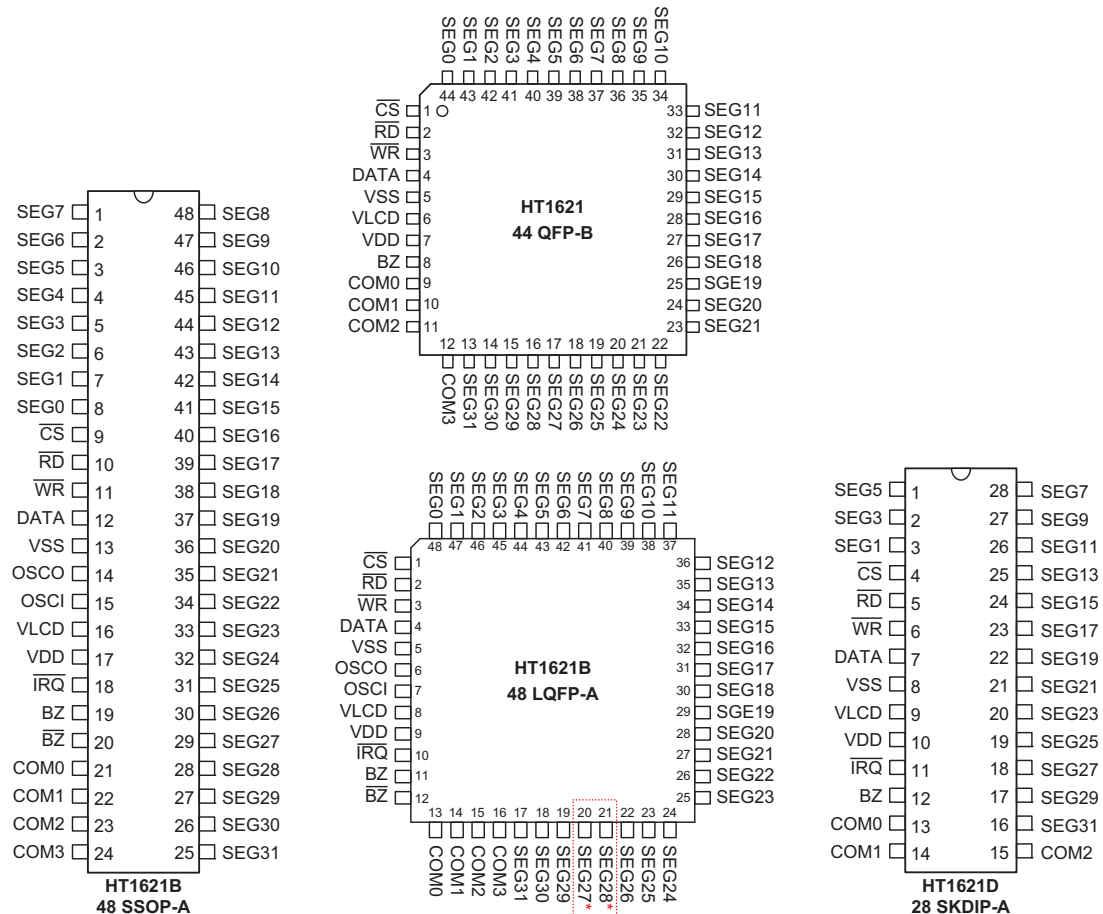 SEG0
SEG1
SEG2
SEG3
SEG4
SEG5
SEG6
SEG7
SEG8
SEG9
SEG10
44 43 42 41 40 39 38 37 36 35 34
CS 1 33 SEG11
RD 2 32 SEG12
WR 3 31 SEG13
DATA 4 30 SEG14
VSS 5 29 SEG15
VLCD 6 28 SEG16
VDD 7 27 SEG17
BZ 8 26 SEG18
COM0 9 25 SGE19
COM1 10 24 SEG20
COM2 11 23 SEG21
HT1621
44 QFP-B
12 13 14 15 16 17 18 19 20 21 22
COM3
SEG31
SEG30
SEG29
SEG28
SEG27
SEG26
SEG25
SEG24
SEG23
SEG22
SEG7 1 48 SEG8
SEG6 2 47 SEG9
SEG5 3 46 SEG10
SEG4 4 45 SEG11
SEG3 5 44 SEG12
SEG2 6 43 SEG13
SEG1 7 42 SEG14
SEG0 8 41 SEG15
CS 9 40 SEG16
RD 10 39 SEG17
WR 11 38 SEG18
DATA 12 37 SEG19
VSS 13 36 SEG20
OSCO 14 35 SEG21
OSCI 15 34 SEG22
VLCD 16 33 SEG23
VDD 17 32 SEG24
IRQ 18 31 SEG25
BZ 19 30 SEG26
BZ 20 29 SEG27
COM0 21 28 SEG28
COM1 22 27 SEG29
COM2 23 26 SEG30
COM3 24 25 SEG31
HT1621B
48 SSOP-A
SEG0
SEG1
SEG2
SEG3
SEG4
SEG5
SEG6
SEG7
SEG8
SEG9
SEG10
SEG11
48 47 46 45 44 43 42 41 40 39 38 37
CS 1 36 SEG12
RD 2 35 SEG13
WR 3 34 SEG14
DATA 4 33 SEG15
VSS 5 32 SEG16
OSCO 6 31 SEG17
OSCI 7 30 SEG18
VLCD 8 29 SGE19
VDD 9 28 SEG20
IRQ 10 27 SEG21
BZ 11 26 SEG22
BZ 12 25 SEG23
HT1621B
48 LQFP-A
13 14 15 16 17 18 19 20 21 22 23 24
COM0
COM1
COM2
COM3
SEG31
SEG30
SEG29
SEG27*
SEG28*
SEG26
SEG25
SEG24
SEG5 1 28 SEG7
SEG3 2 27 SEG9
SEG1 3 26 SEG11
CS 4 25 SEG13
RD 5 24 SEG15
WR 6 23 SEG17
DATA 7 22 SEG19
VSS 8 21 SEG21
VLCD 9 20 SEG23
VDD 10 19 SEG25
IRQ 11 18 SEG27
BZ 12 17 SEG29
COM0 13 16 SEG31
COM1 14 15 COM2
HT1621D
28 SKDIP-A